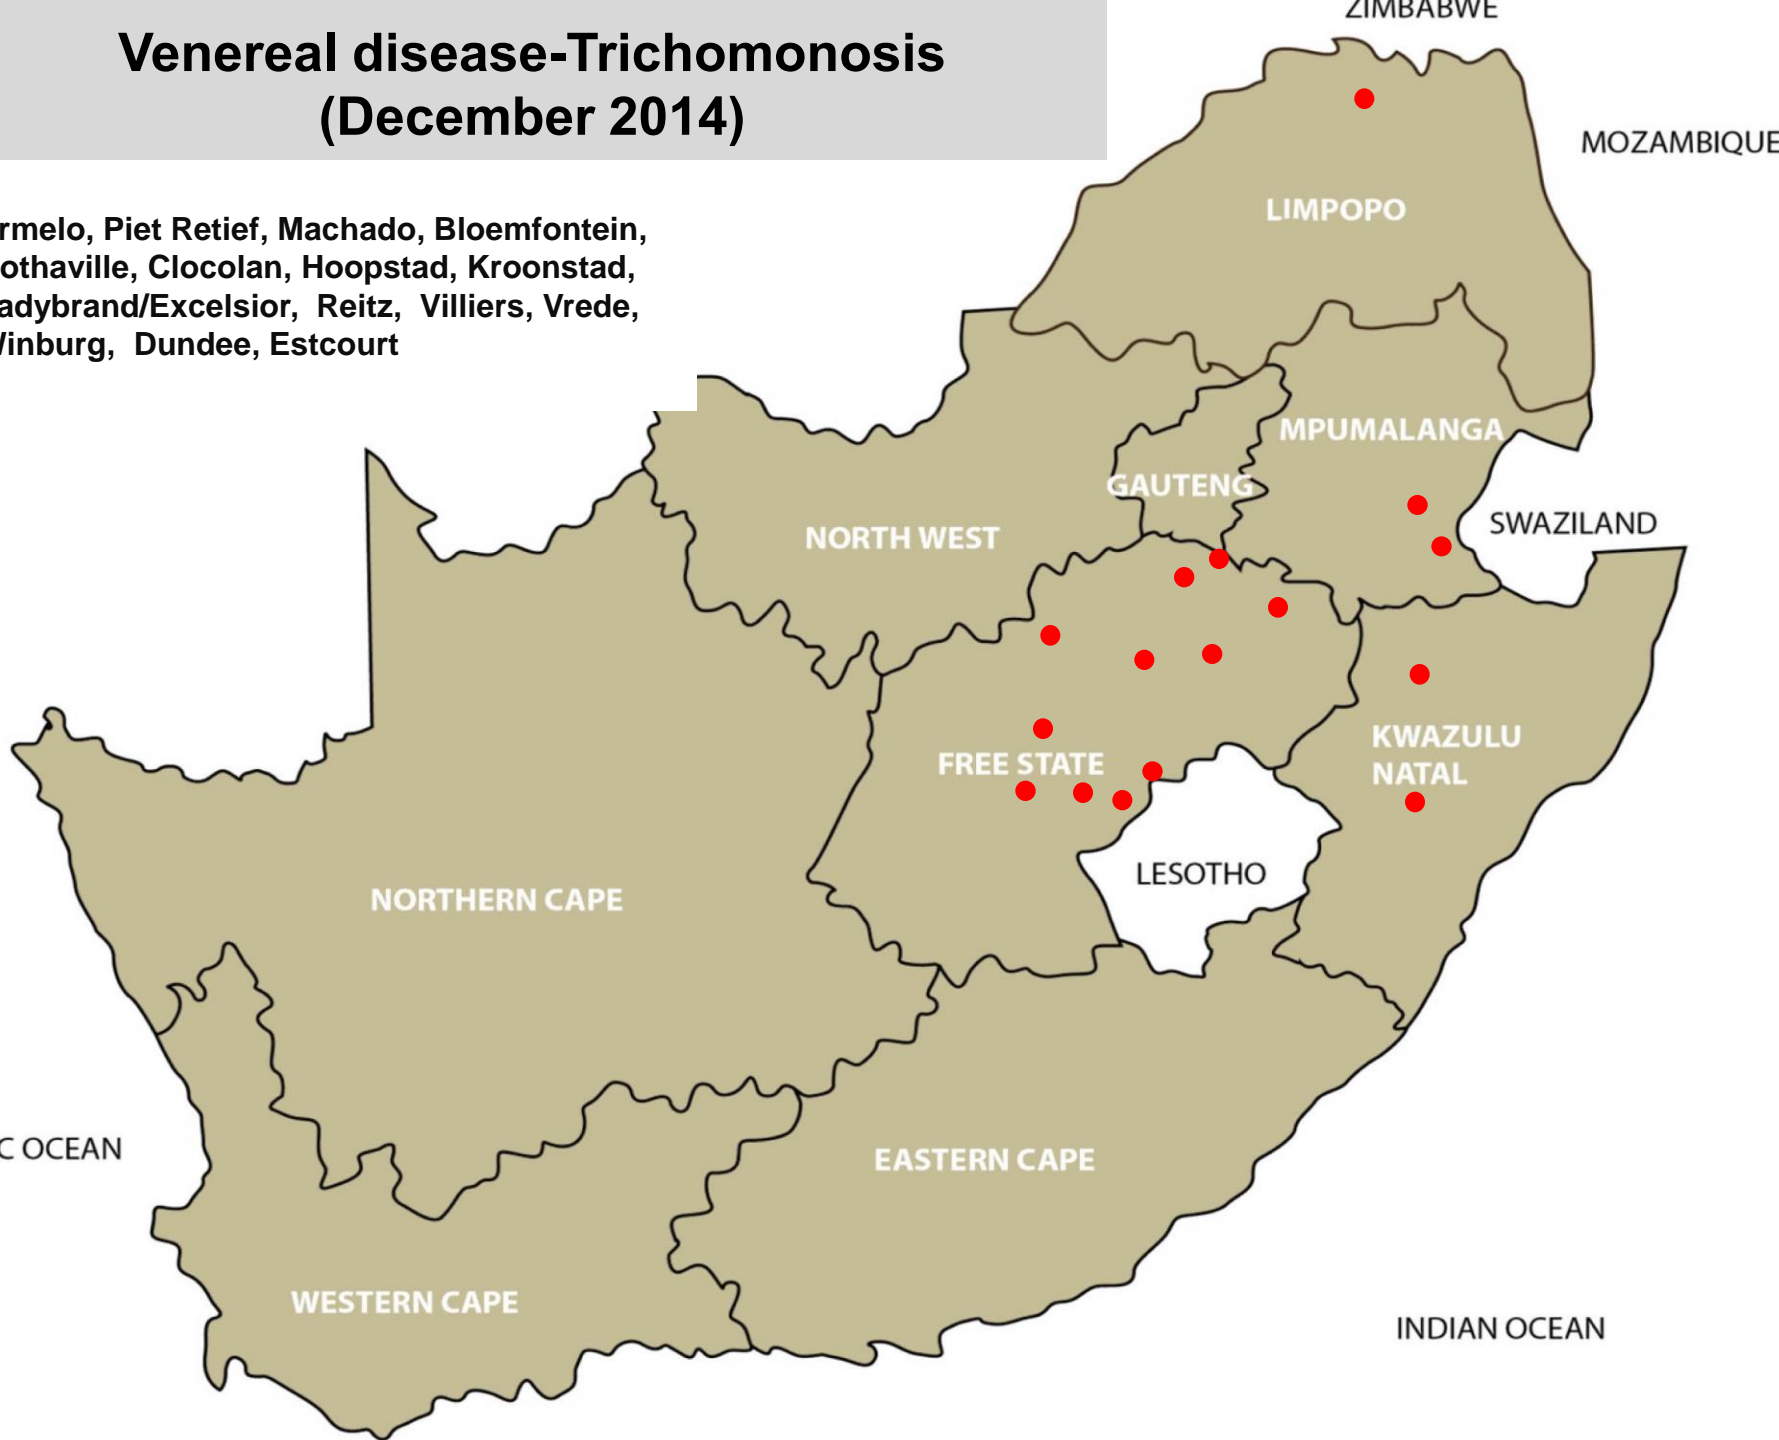 ZIMBABWE
Venereal disease-Trichomonosis
(December 2014)
MOZAMBIQUE
rmelo, Piet Retief, Machado, Bloemfontein,
othaville, Clocolan, Hoopstad, Kroonstad,
adybrand/Excelsior, Reitz, Villiers, Vrede,
inburg, Dundee, Estcourt
LIMPOPO
MPUMALANGA
GAUTENG
NORTH WEST
SWAZILAND
KWAZULU
NATAL
FREE STATE
LESOTHO
NORTHERN CAPE
C OCEAN
EASTERN CAPE
WESTERN CAPE
INDIAN OCEAN